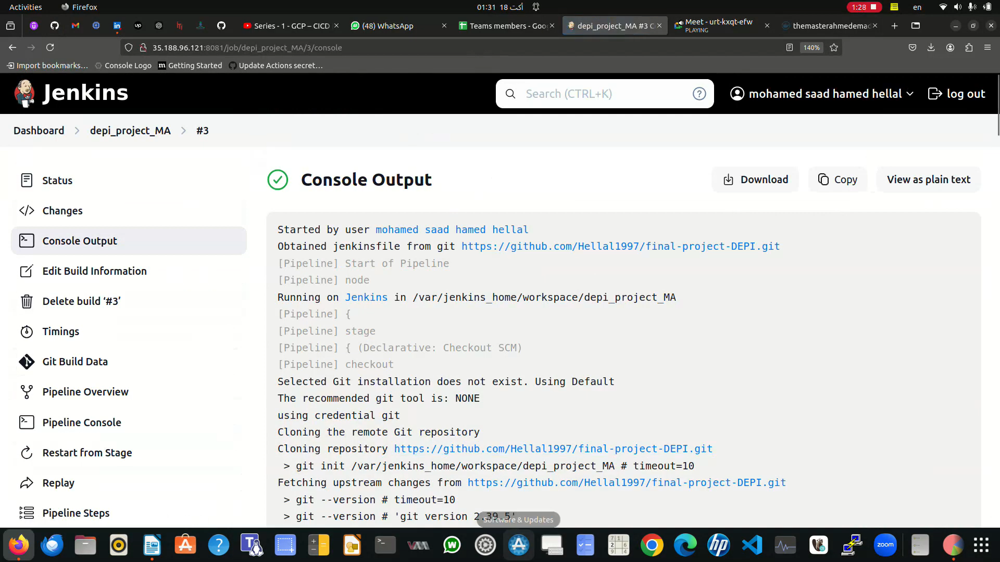 Activities
Firefox
01:31 18 أكت
1:28
en
Series - 1 - GCP – CICD
(48) WhatsApp
Teams members - Goo
depi_project_MA #3 C
Meet - urt-kxqt-efw
PLAYING
themasterahmedemad
35.188.96.121:8081/job/depi_project_MA/3/console
140%
Import bookmarks…
Console Logo
Getting Started
Update Actions secret…
Jenkins
Search (CTRL+K)
mohamed saad hamed hellal
log out
Dashboard
depi_project_MA
#3
Status
Changes
Console Output
Edit Build Information
Delete build ‘#3’
Timings
Git Build Data
Pipeline Overview
Pipeline Console
Restart from Stage
Replay
Pipeline Steps
Console Output
Download
Copy
View as plain text
Started by user mohamed saad hamed hellal
Obtained jenkinsfile from git https://github.com/Hellal1997/final-project-DEPI.git
[Pipeline] Start of Pipeline
[Pipeline] node
Running on Jenkins in /var/jenkins_home/workspace/depi_project_MA
[Pipeline] {
[Pipeline] stage
[Pipeline] { (Declarative: Checkout SCM)
[Pipeline] checkout
Selected Git installation does not exist. Using Default
The recommended git tool is: NONE
using credential git
Cloning the remote Git repository
Cloning repository https://github.com/Hellal1997/final-project-DEPI.git
> git init /var/jenkins_home/workspace/depi_project_MA # timeout=10
Fetching upstream changes from https://github.com/Hellal1997/final-project-DEPI.git
> git --version # timeout=10
> git --version # 'git version 2.39.5'
Software & Updates
zoom